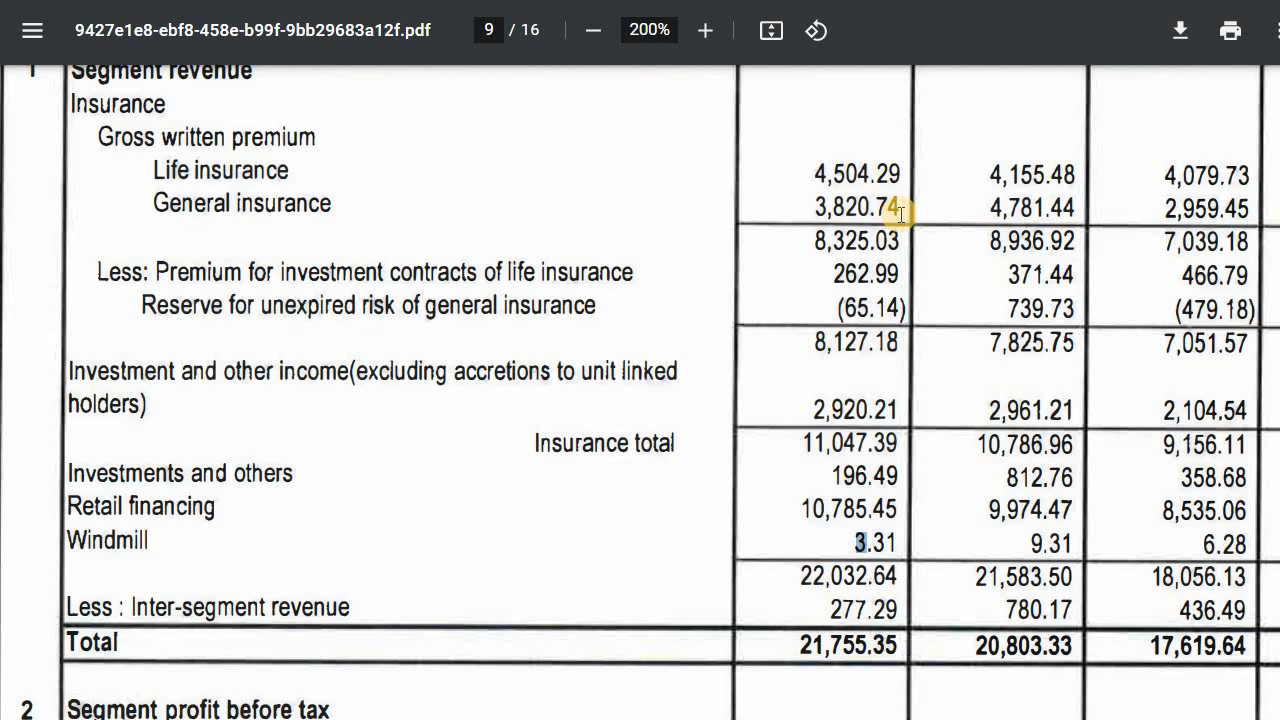 9427e1e8-ebf8-458e-b99f-9bb29683a12f.pdf 9 / 16 200%
1 Segment revenue
Insurance
Gross written premium
Life insurance 4,504.29 4,155.48 4,079.73
General insurance 3,820.74 4,781.44 2,959.45
8,325.03 8,936.92 7,039.18
Less: Premium for investment contracts of life insurance 262.99 371.44 466.79
Reserve for unexpired risk of general insurance (65.14) 739.73 (479.18)
8,127.18 7,825.75 7,051.57
Investment and other income(excluding accretions to unit linked
holders) 2,920.21 2,961.21 2,104.54
Insurance total 11,047.39 10,786.96 9,156.11
Investments and others 196.49 812.76 358.68
Retail financing 10,785.45 9,974.47 8,535.06
Windmill 3.31 9.31 6.28
22,032.64 21,583.50 18,056.13
Less : Inter-segment revenue 277.29 780.17 436.49
Total 21,755.35 20,803.33 17,619.64
2 Segment profit before tax